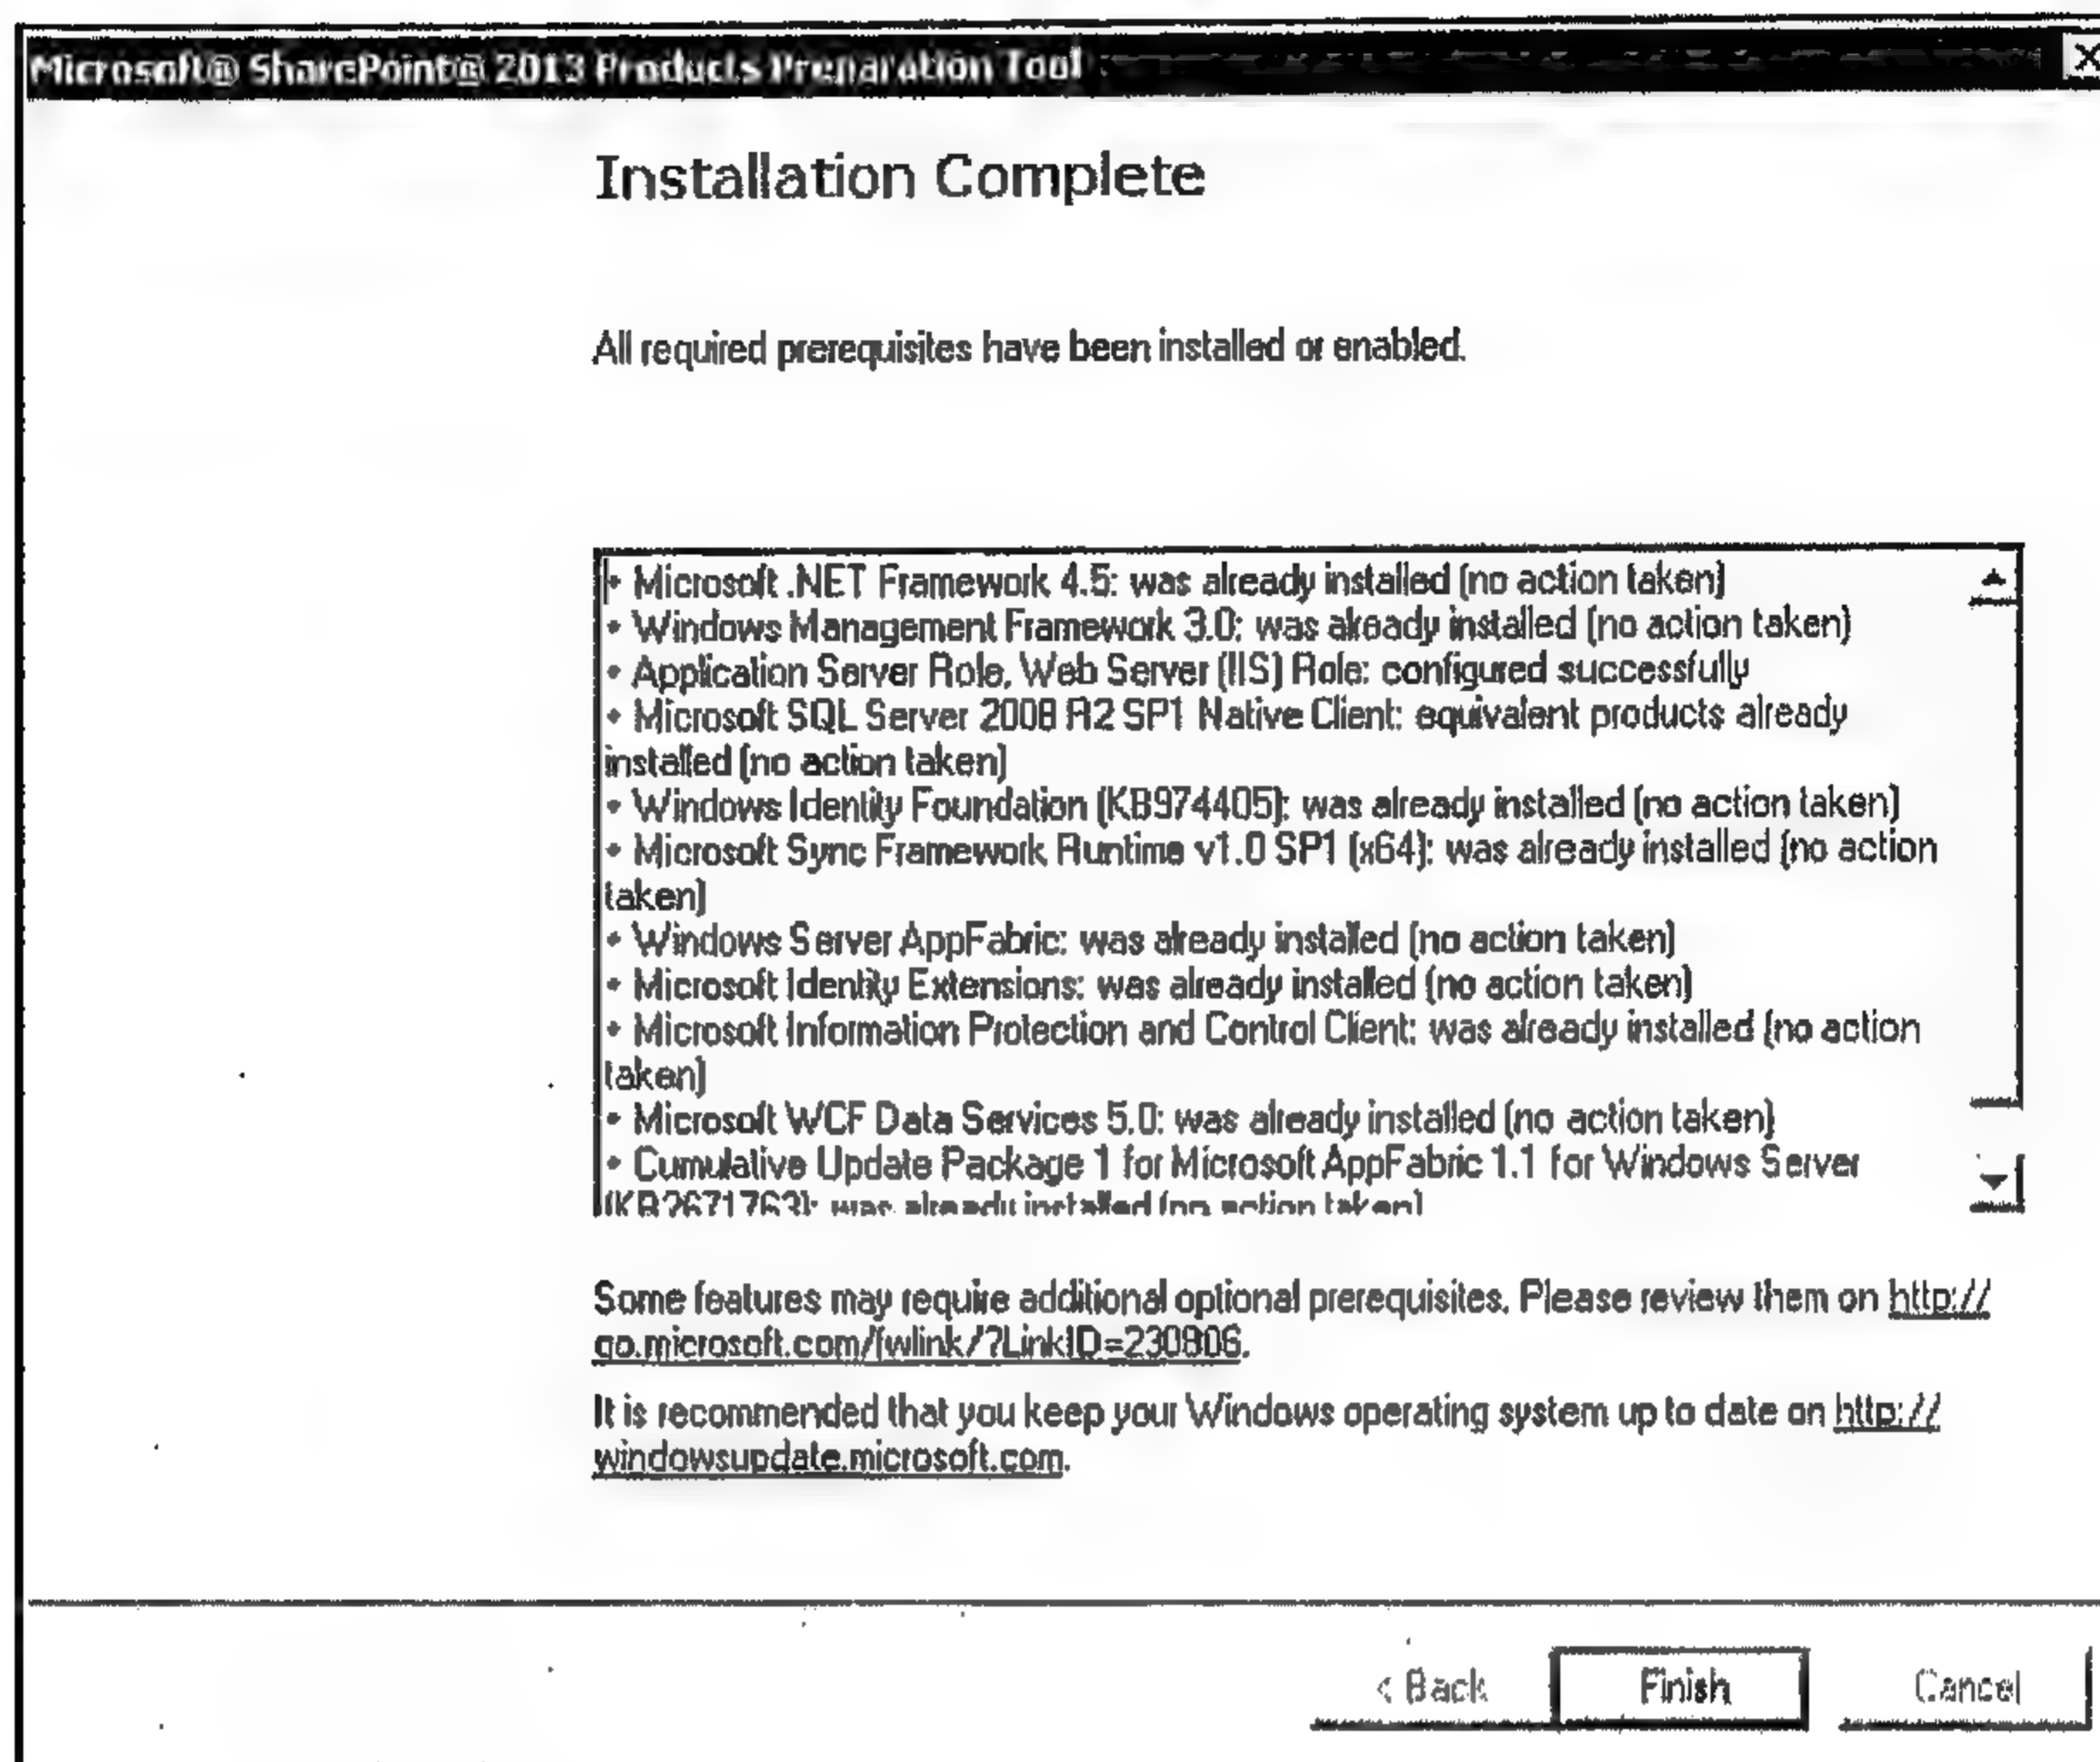 Microsoft® SharePoint® 2013 Products Preparation Tool
Installation Complete
All required prerequisites have been installed or enabled.
• Microsoft .NET Framework 4.5: was already installed (no action taken)
• Windows Management Framework 3.0: was already installed (no action taken)
• Application Server Role, Web Server (IIS) Role: configured successfully
• Microsoft SQL Server 2008 R2 SP1 Native Client: equivalent products already
installed (no action taken)
• Windows Identity Foundation (KB974405): was already installed (no action taken)
• Microsoft Sync Framework Runtime v1.0 SP1 (x64): was already installed (no action
taken)
• Windows Server AppFabric: was already installed (no action taken)
• Microsoft Identity Extensions: was already installed (no action taken)
• Microsoft Information Protection and Control Client: was already installed (no action
taken)
• Microsoft WCF Data Services 5.0: was already installed (no action taken)
• Cumulative Update Package 1 for Microsoft AppFabric 1.1 for Windows Server
(KB2671763): was already installed (no action taken)
Some features may require additional optional prerequisites. Please review them on http://
go.microsoft.com/fwlink/?LinkID=230806.
It is recommended that you keep your Windows operating system up to date on http://
windowsupdate.microsoft.com.
< Back Finish Cancel